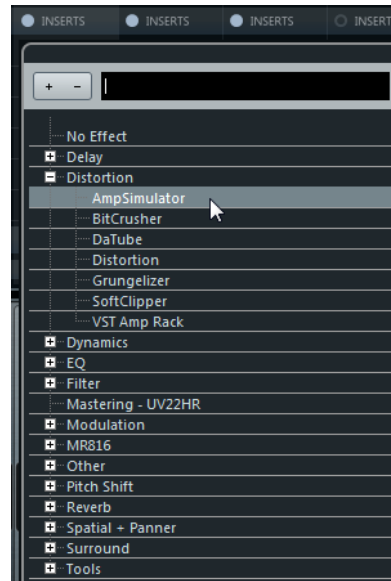 INSERTS INSERTS INSERTS INSERT
+ -
No Effect
Delay
Distortion
AmpSimulator
BitCrusher
DaTube
Distortion
Grungelizer
SoftClipper
VST Amp Rack
Dynamics
EQ
Filter
Mastering - UV22HR
Modulation
MR816
Other
Pitch Shift
Reverb
Spatial + Panner
Surround
Tools